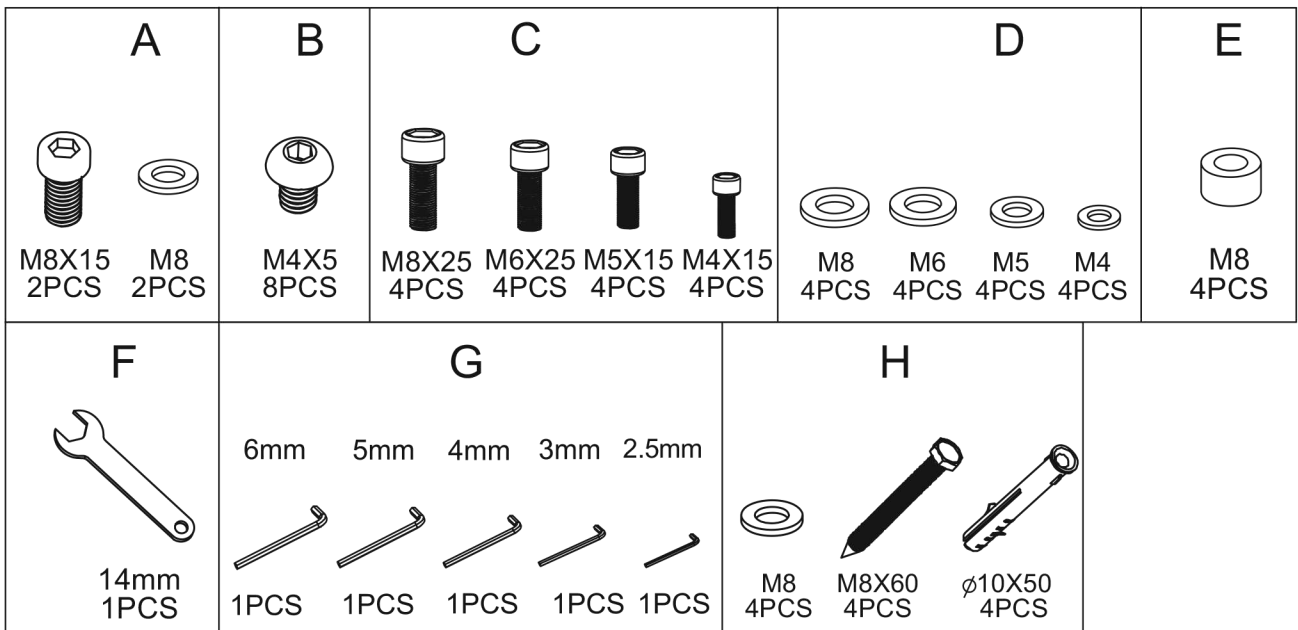 A
B
C
D
E
M8X15
2PCS
M8
2PCS
M4X5
8PCS
M8X25
4PCS
M6X25
4PCS
M5X15
4PCS
M4X15
4PCS
M8
4PCS
M6
4PCS
M5
4PCS
M4
4PCS
M8
4PCS
F
G
H
14mm
1PCS
6mm
5mm
4mm
3mm
2.5mm
1PCS
1PCS
1PCS
1PCS
1PCS
M8
4PCS
M8X60
4PCS
ϕ10X50
4PCS